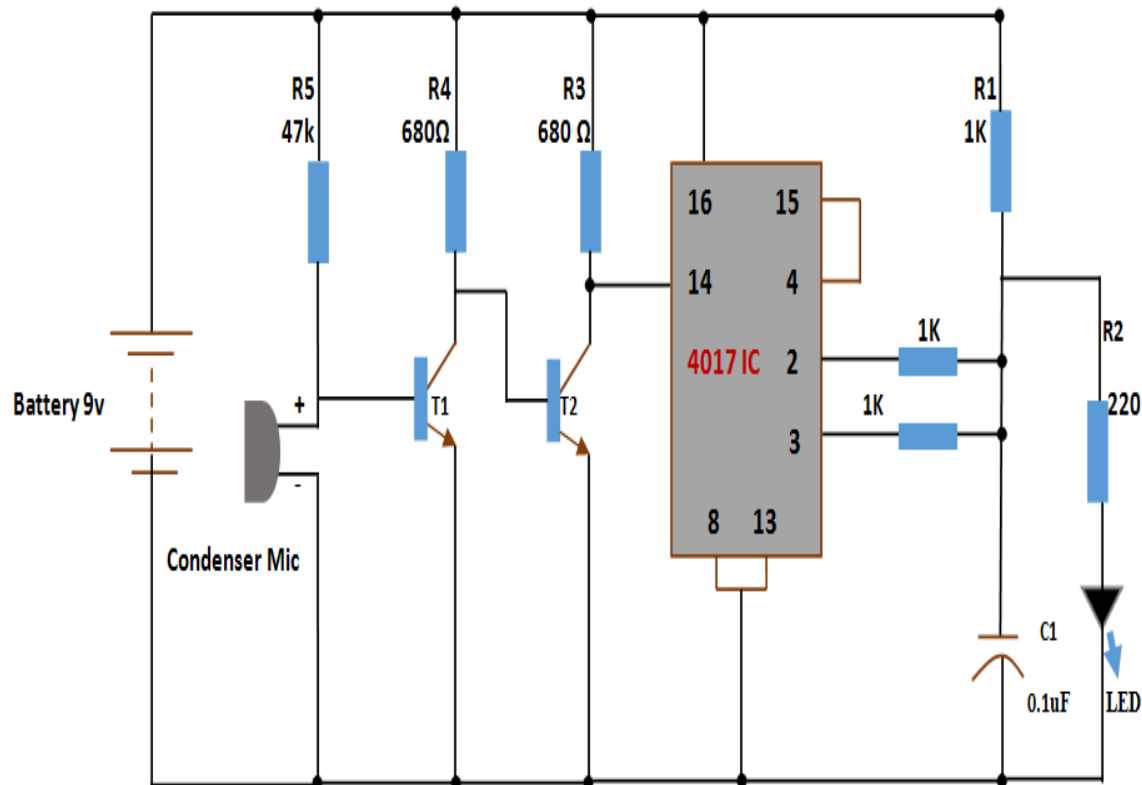 R5
47k
R4
680Ω
R3
680 Ω
R1
1K
16
15
14
4
4017 IC
2
1K
1K
3
R2
220
Battery 9v
+
-
T1
T2
8
13
Condenser Mic
C1
0.1uF
LED